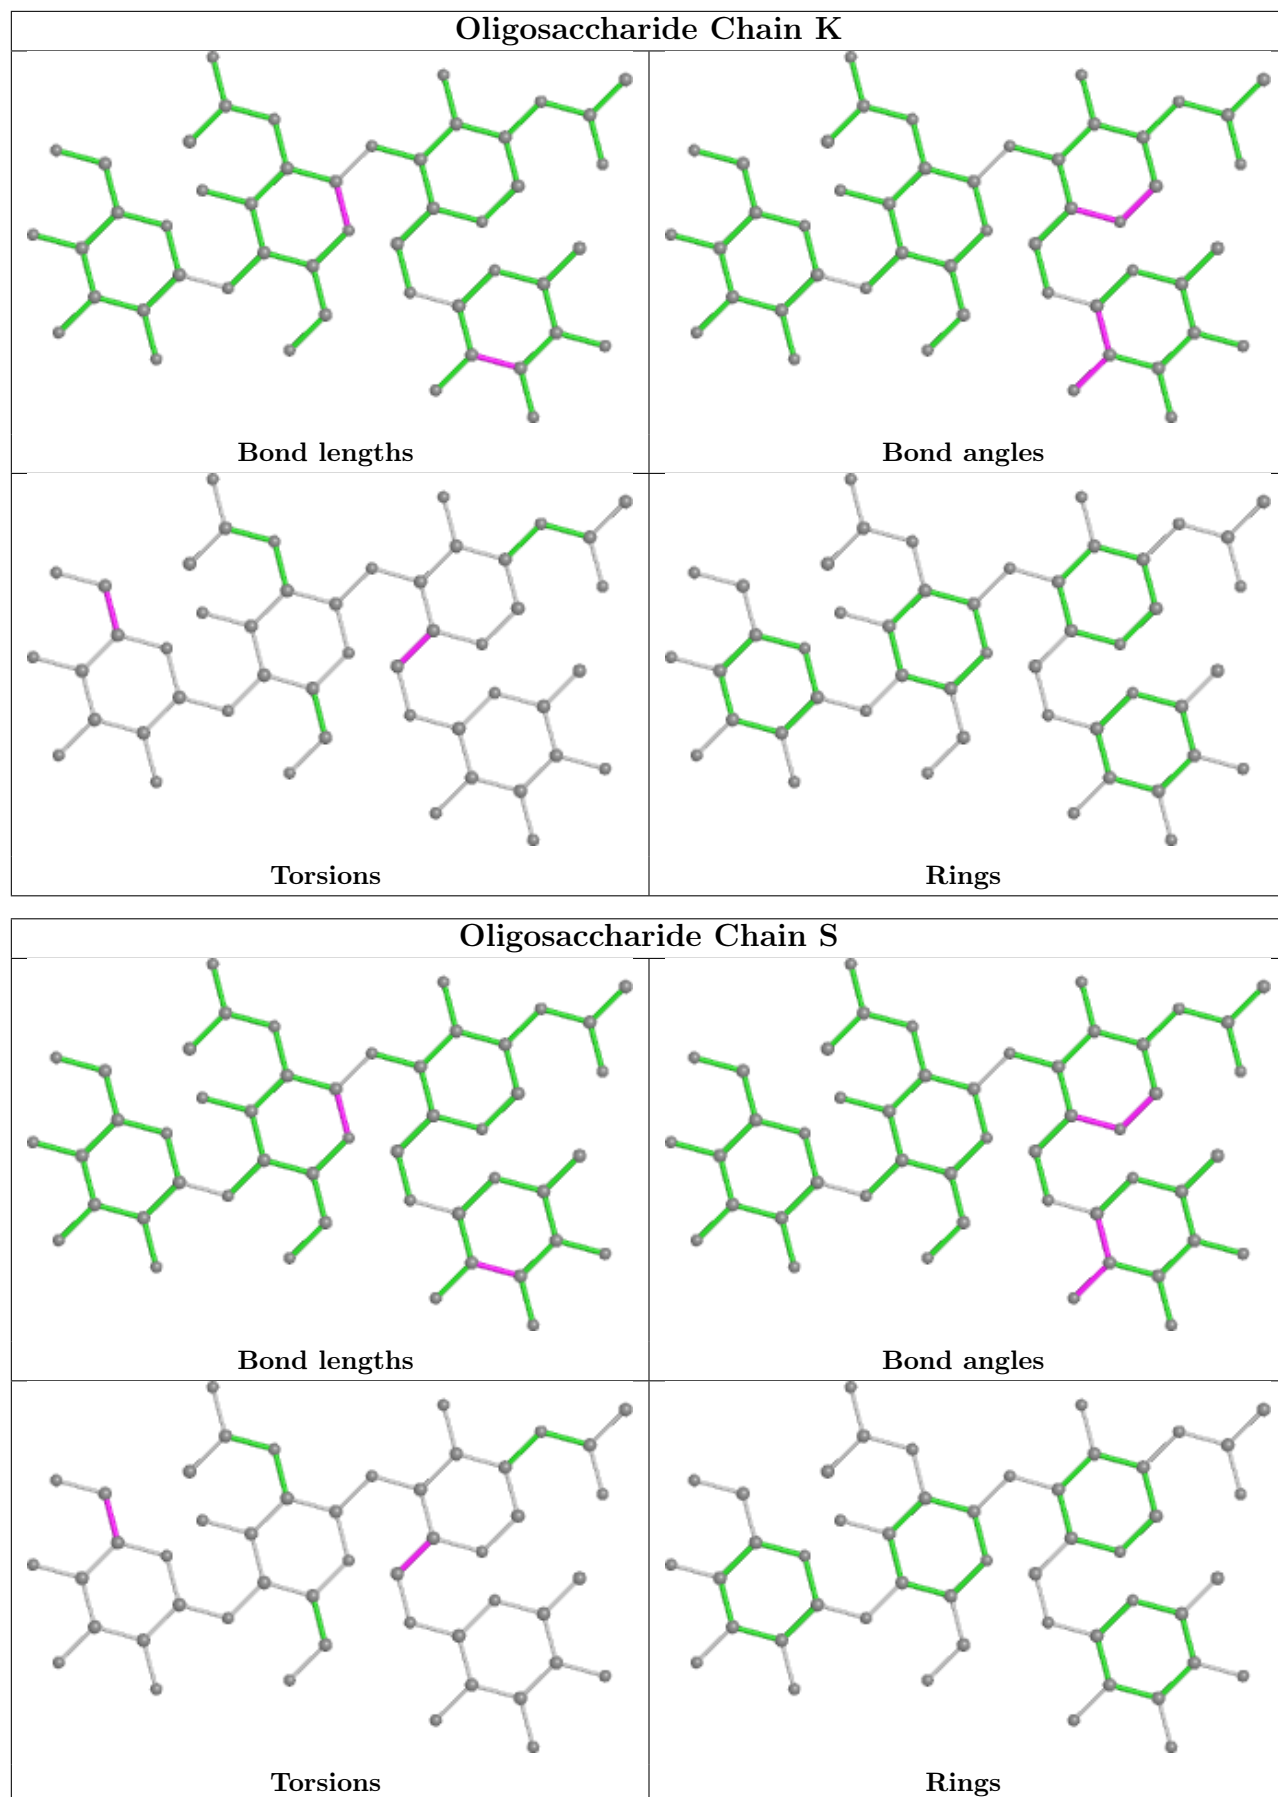 Oligosaccharide Chain K
Bond lengths
Bond angles
Torsions
Rings
Oligosaccharide Chain S
Bond lengths
Bond angles
Torsions
Rings